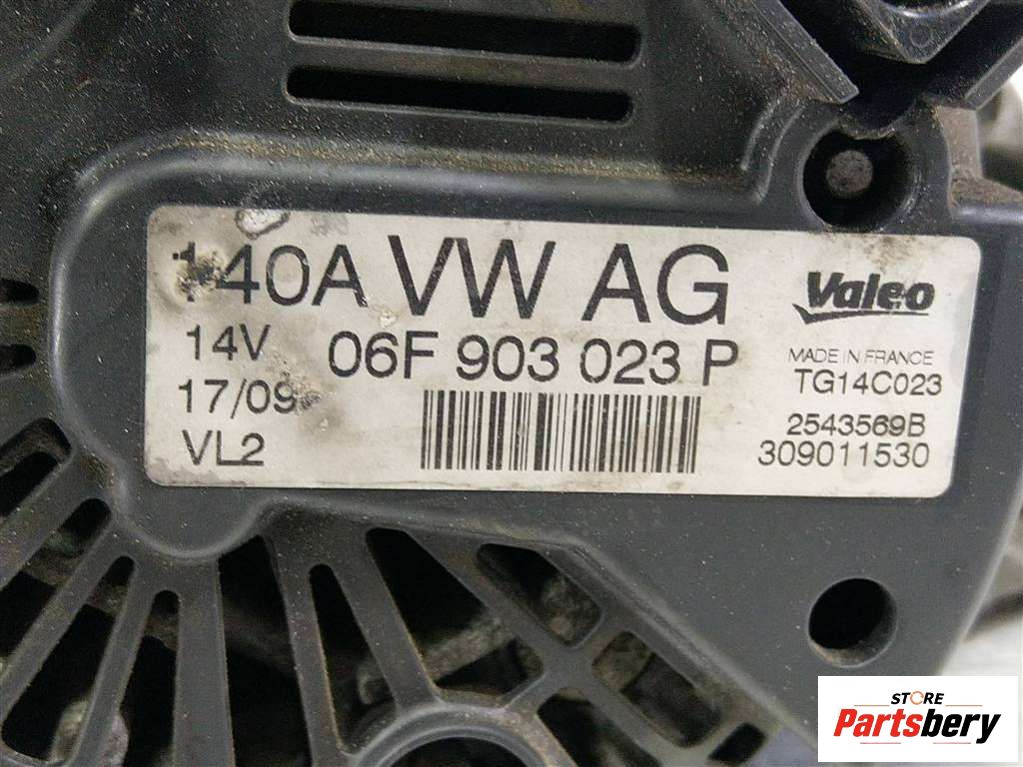 140A VW AG
Valeo
14V 06F 903 023 P
MADE IN FRANCE
17/09
TG14C023
VL2
2543569B
309011530
STORE
Partsbery